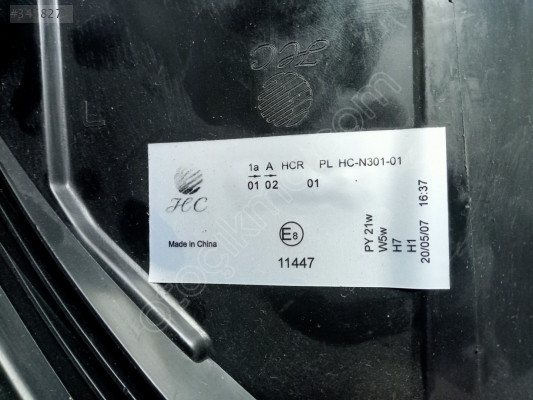 HC
L
1a A HCR PL HC-N301-01
01 02 01
HC
Made in China
E8
11447
PY 21w
W5w
H7
H1
20/05/07 16:37